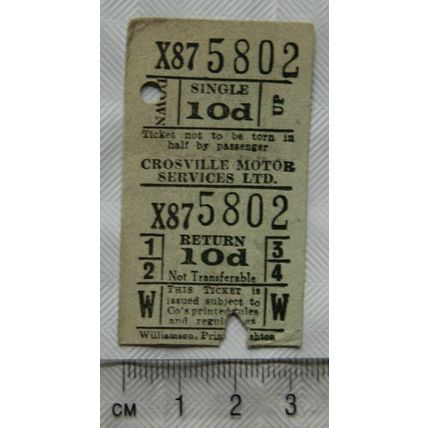 X87 5802
SINGLE
DOWN 10d UP
Ticket not to be torn in
half by passenger
CROSVILLE MOTOR
SERVICES LTD.
X87 5802
RETURN
1 10d 3
2 Not Transferable 4
THIS TICKET is
W issued subject to W
Co's printed rules
and
Williamson,
CM 1 2 3